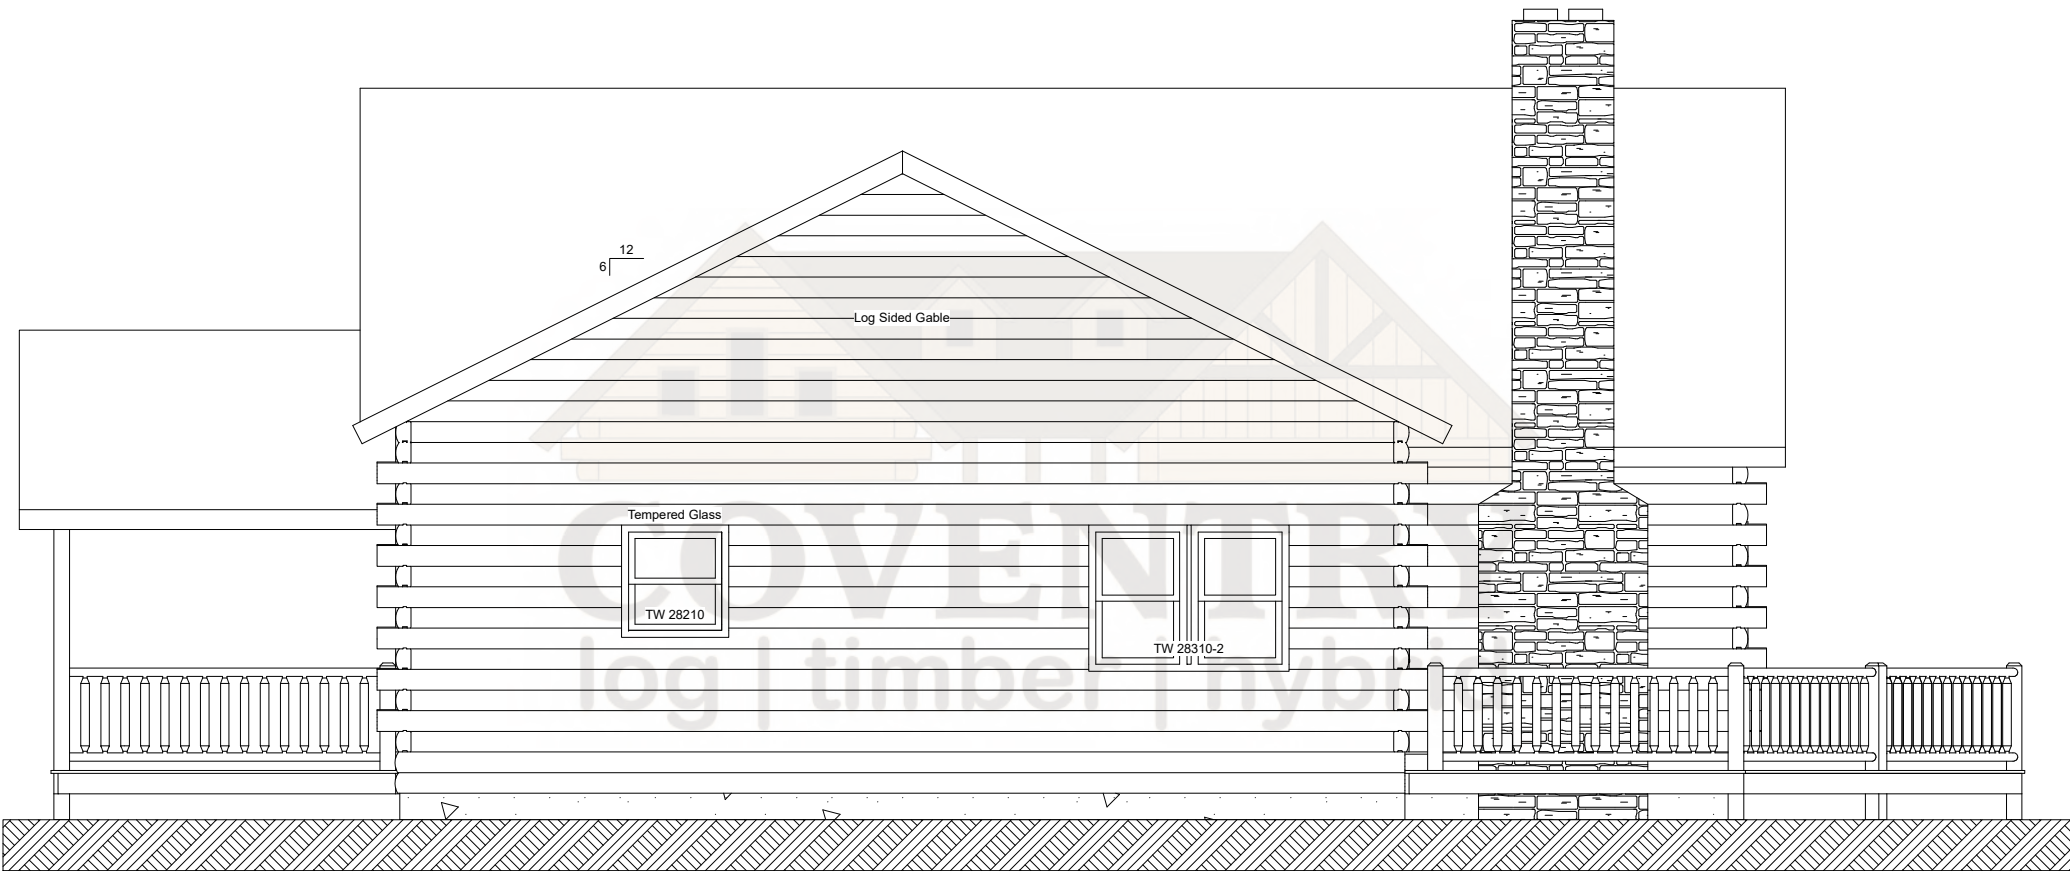 12
6
Log Sided Gable
Tempered Glass
COVENTRY
TW 28210
TW 28310-2
log | timber | hybrid